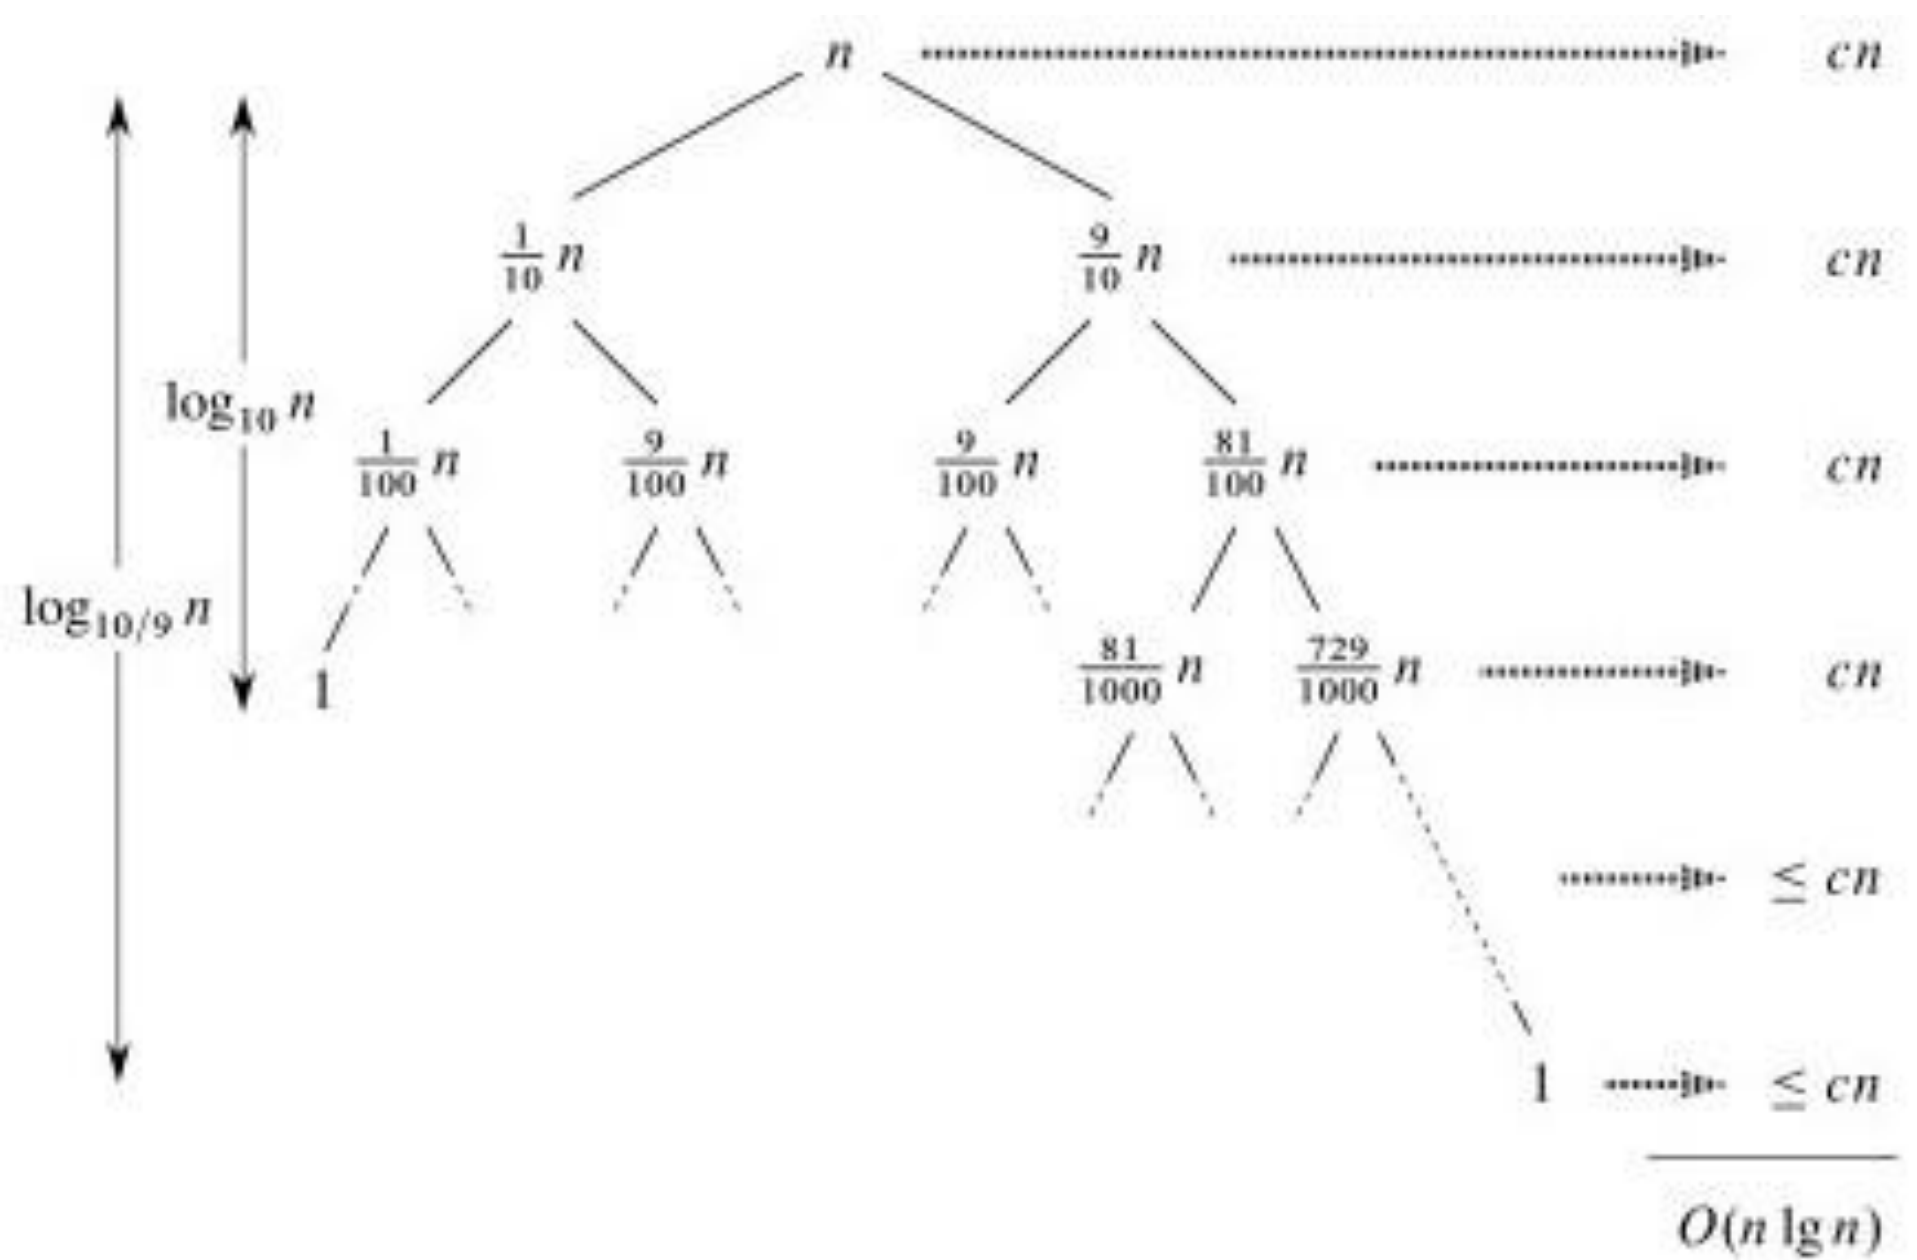 n cn
1/10 n 9/10 n cn
log₁₀ n
1/100 n 9/100 n 9/100 n 81/100 n cn
log₁₀/₉ n
1 81/1000 n 729/1000 n cn
≤ cn
1 ≤ cn
O(n lg n)